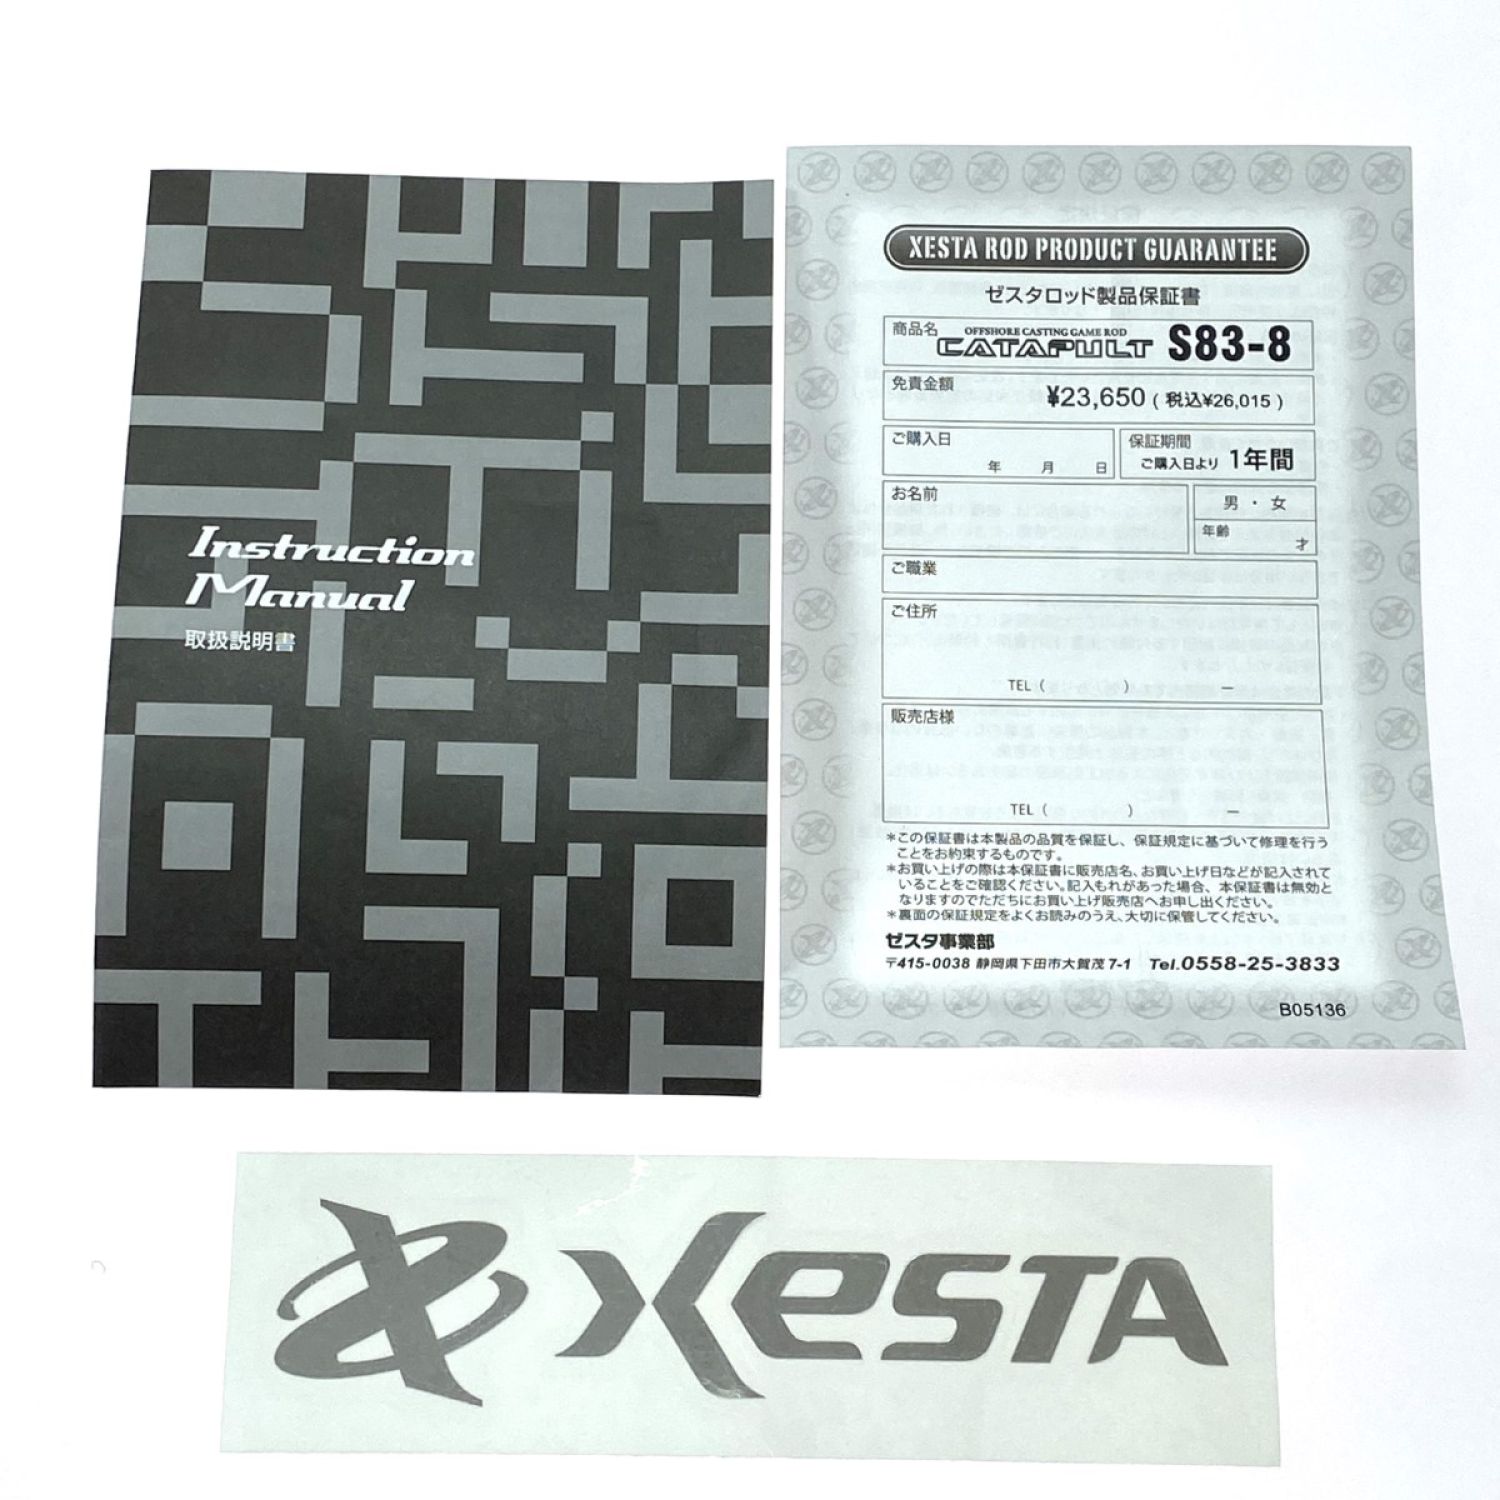 Instruction
Manual
取扱説明書
XESTA ROD PRODUCT GUARANTEE
ゼスタロッド製品保証書
商品名 OFFSHORE CASTING GAME ROD
CATAPULT S83-8
免責金額 ¥23,650 ( 税込¥26,015 )
ご購入日
年 月 日
保証期間
ご購入日より 1年間
お名前
男 ・ 女
年齢
才
ご職業
ご住所
TEL ( ) ー
販売店様
TEL ( ) ー
*この保証書は本製品の品質を保証し、保証規定に基づいて修理を行う
ことをお約束するものです。
*お買い上げの際は本保証書に販売店名、お買い上げ日などが記入されて
いることをご確認ください。記入もれがあった場合、本保証書は無効と
なりますのでただちにお買い上げ販売店へお申し出ください。
*裏面の保証規定をよくお読みのうえ、大切に保管してください。
ゼスタ事業部
〒415-0038 静岡県下田市大賀茂7-1 Tel.0558-25-3833
B05136
XESTA